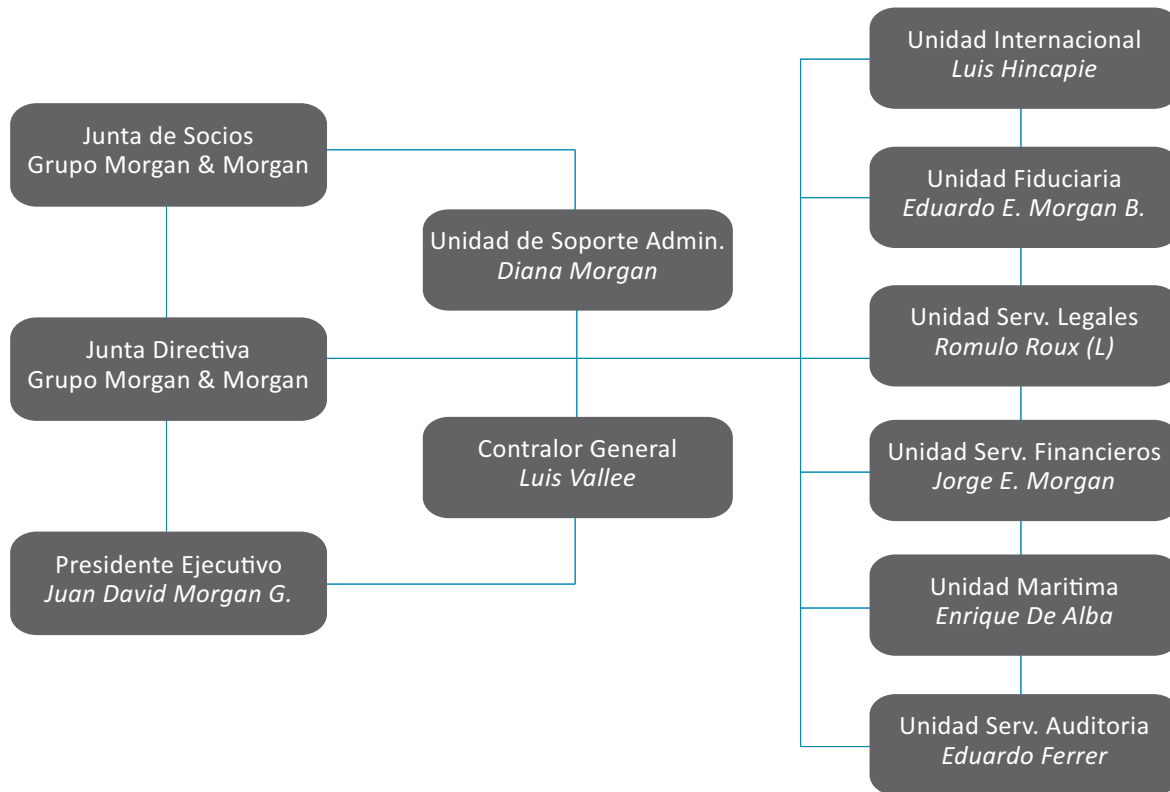 Junta de Socios
Grupo Morgan & Morgan
Junta Directiva
Grupo Morgan & Morgan
Presidente Ejecutivo
Juan David Morgan G.
Unidad de Soporte Admin.
Diana Morgan
Contralor General
Luis Vallee
Unidad Internacional
Luis Hincapie
Unidad Fiduciaria
Eduardo E. Morgan B.
Unidad Serv. Legales
Romulo Roux (L)
Unidad Serv. Financieros
Jorge E. Morgan
Unidad Maritima
Enrique De Alba
Unidad Serv. Auditoria
Eduardo Ferrer